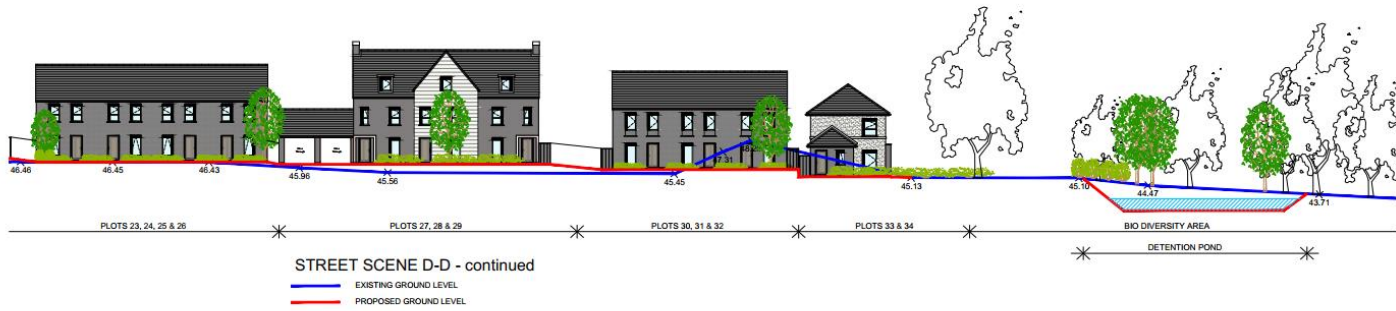 47.31
46.46
46.45
46.43
45.96
45.56
45.45
45.13
45.10
44.47
43.71
PLOTS 23, 24, 25 & 26
PLOTS 27, 28 & 29
PLOTS 30, 31 & 32
PLOTS 33 & 34
BIO DIVERSITY AREA
DETENTION POND
STREET SCENE D-D - continued
EXISTING GROUND LEVEL
PROPOSED GROUND LEVEL